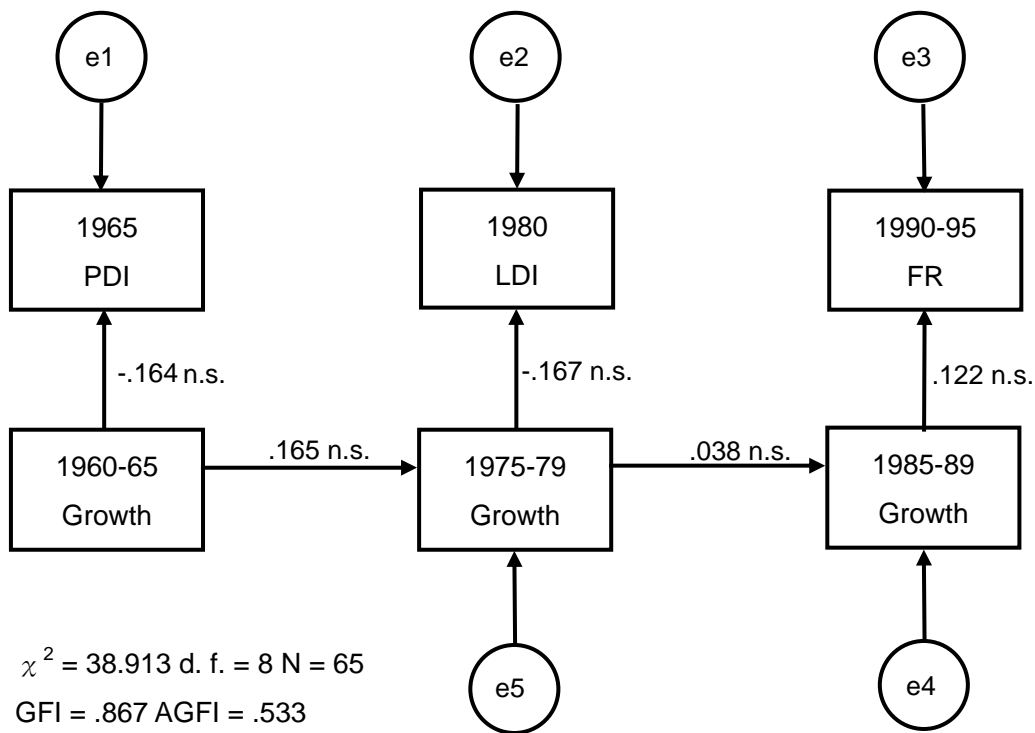 e1
e2
e3
1965
PDI
1980
LDI
1990-95
FR
-.164 n.s.
-.167 n.s.
.122 n.s.
1960-65
Growth
.165 n.s.
1975-79
Growth
.038 n.s.
1985-89
Growth
χ² = 38.913 d. f. = 8 N = 65
GFI = .867 AGFI = .533
e5
e4